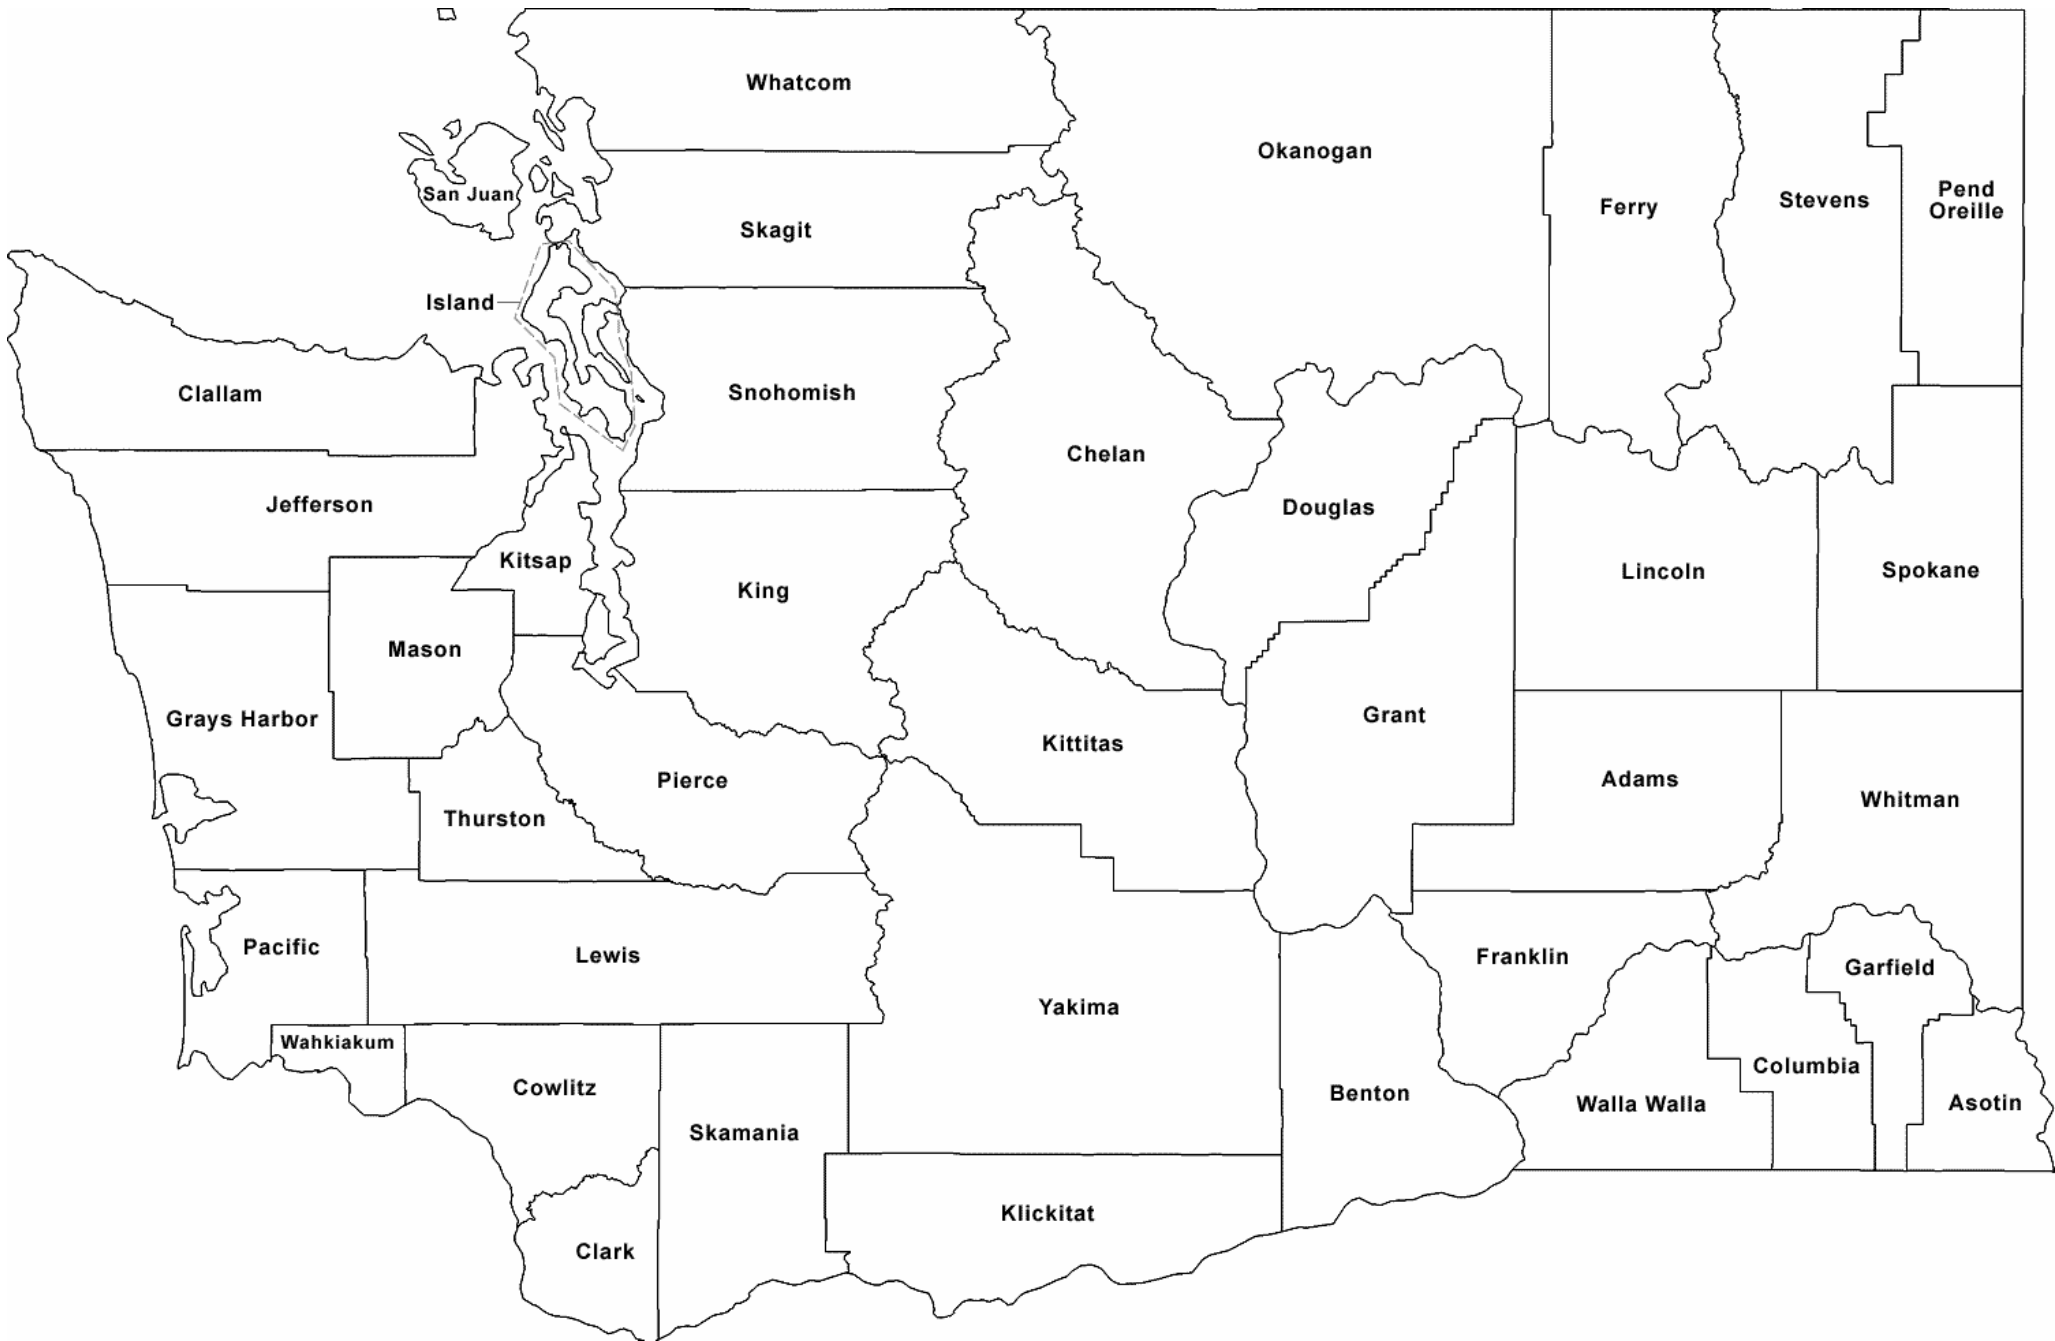 Whatcom
Okanogan
San Juan
Ferry
Stevens
Pend
Oreille
Skagit
Island
Clallam
Snohomish
Chelan
Jefferson
Douglas
Kitsap
King
Lincoln
Spokane
Mason
Grays Harbor
Grant
Kittitas
Pierce
Adams
Whitman
Thurston
Pacific
Lewis
Franklin
Garfield
Yakima
Wahkiakum
Columbia
Cowlitz
Benton
Walla Walla
Asotin
Skamania
Klickitat
Clark